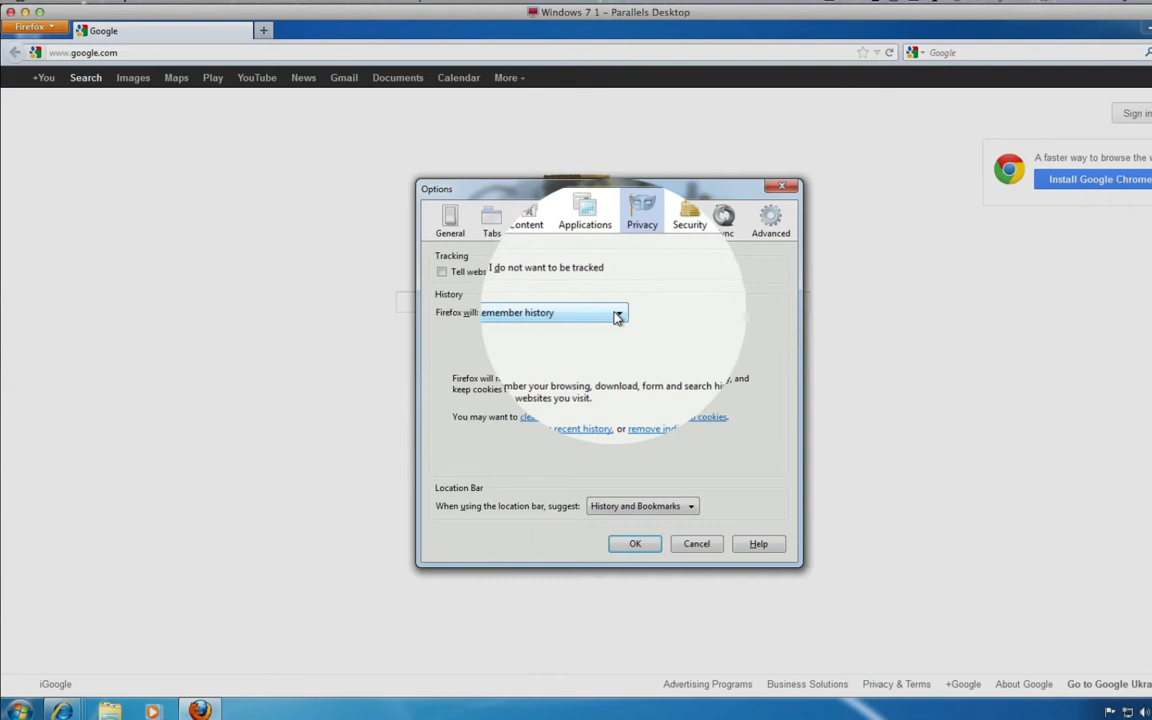 Windows 7 1 - Parallels Desktop
Firefox
Google
www.google.com
Google
+You Search Images Maps Play YouTube News Gmail Documents Calendar More
Sign in
A faster way to browse the w
Install Google Chrome
Options
General Tabs Content Applications Privacy Security Sync Advanced
Tracking
Tell webs I do not want to be tracked
History
Firefox will: emember history
Firefox will r mber your browsing, download, form and search hi y, and
keep cookies websites you visit.
You may want to cle recent history, or remove ind l cookies.
Location Bar
When using the location bar, suggest: History and Bookmarks
OK Cancel Help
iGoogle
Advertising Programs Business Solutions Privacy & Terms +Google About Google Go to Google Ukra